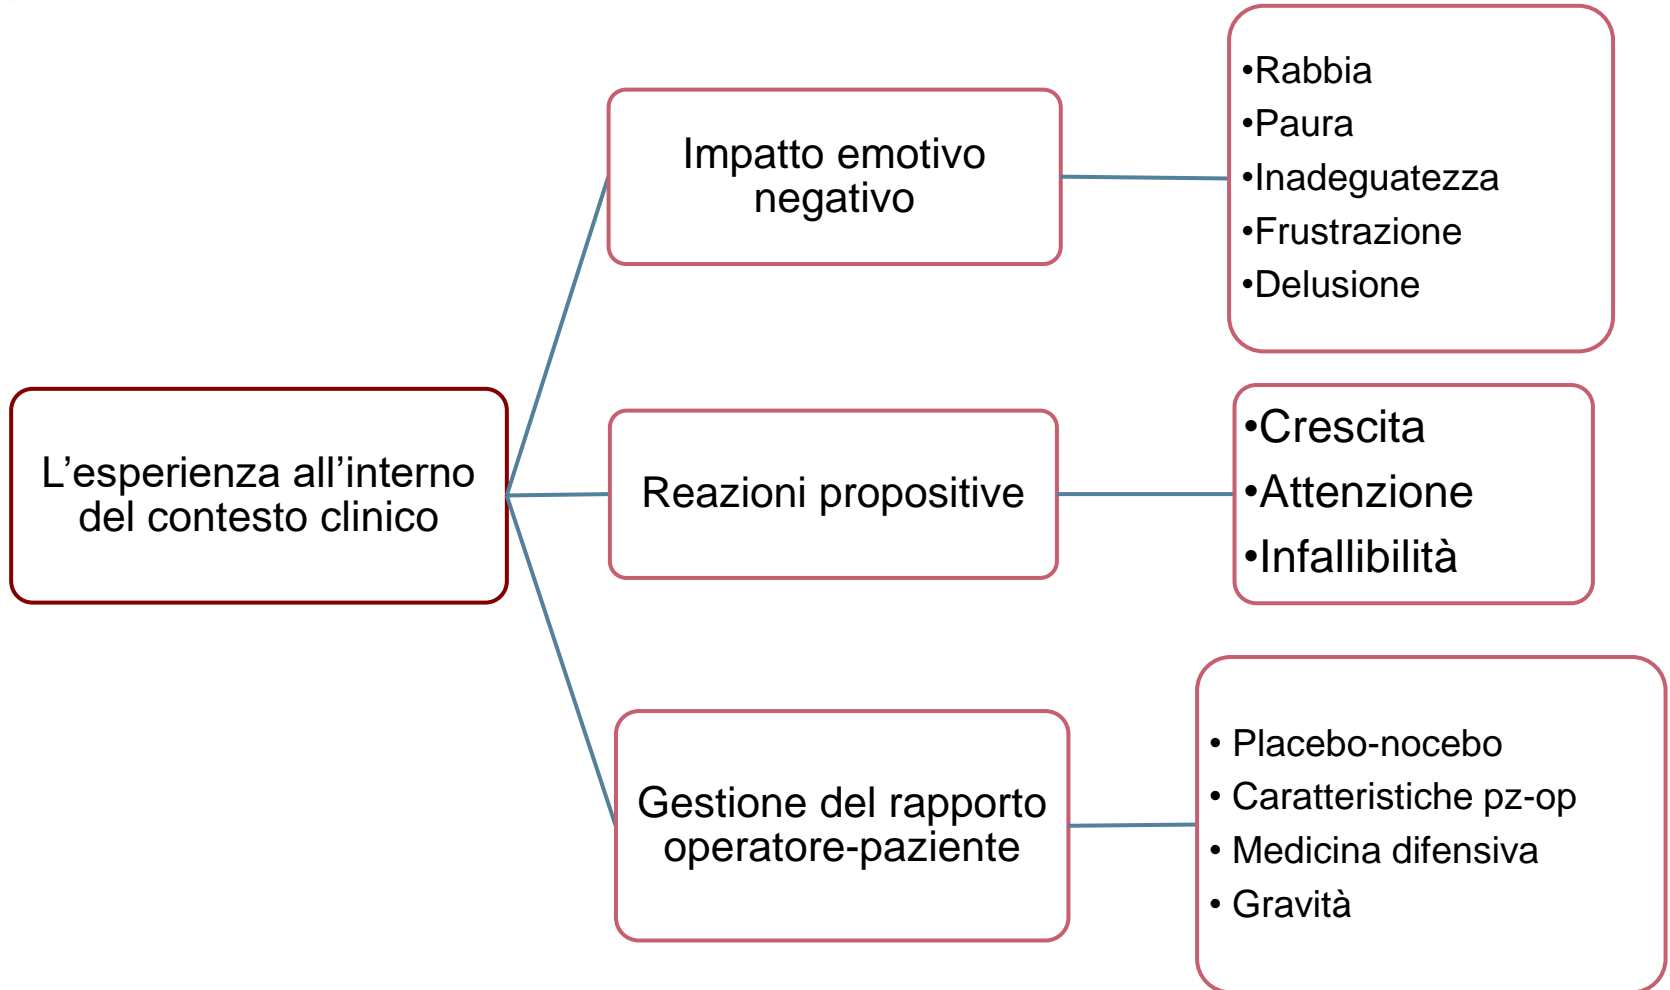 L’esperienza all’interno
del contesto clinico
Impatto emotivo
negativo
•Rabbia
•Paura
•Inadeguatezza
•Frustrazione
•Delusione
Reazioni propositive
•Crescita
•Attenzione
•Infallibilità
Gestione del rapporto
operatore-paziente
• Placebo-nocebo
• Caratteristiche pz-op
• Medicina difensiva
• Gravità